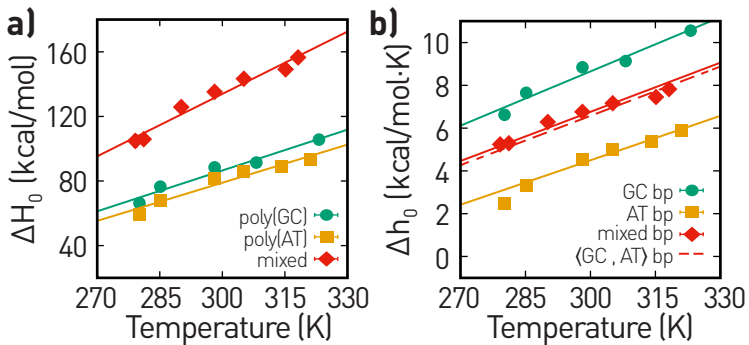 a)
ΔH₀ (kcal/mol)
160
120
80
40
poly(GC)
poly(AT)
mixed
270 285 300 315 330
Temperature (K)
b)
Δh₀ (kcal/mol·K)
10
8
6
4
2
0
GC bp
AT bp
mixed bp
⟨GC , AT⟩ bp
270 285 300 315 330
Temperature (K)